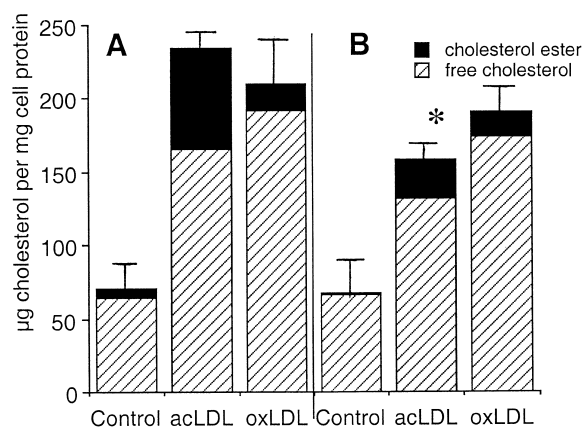 A
B
cholesterol ester
free cholesterol
*
µg cholesterol per mg cell protein
250
200
150
100
50
0
Control acLDL oxLDL Control acLDL oxLDL